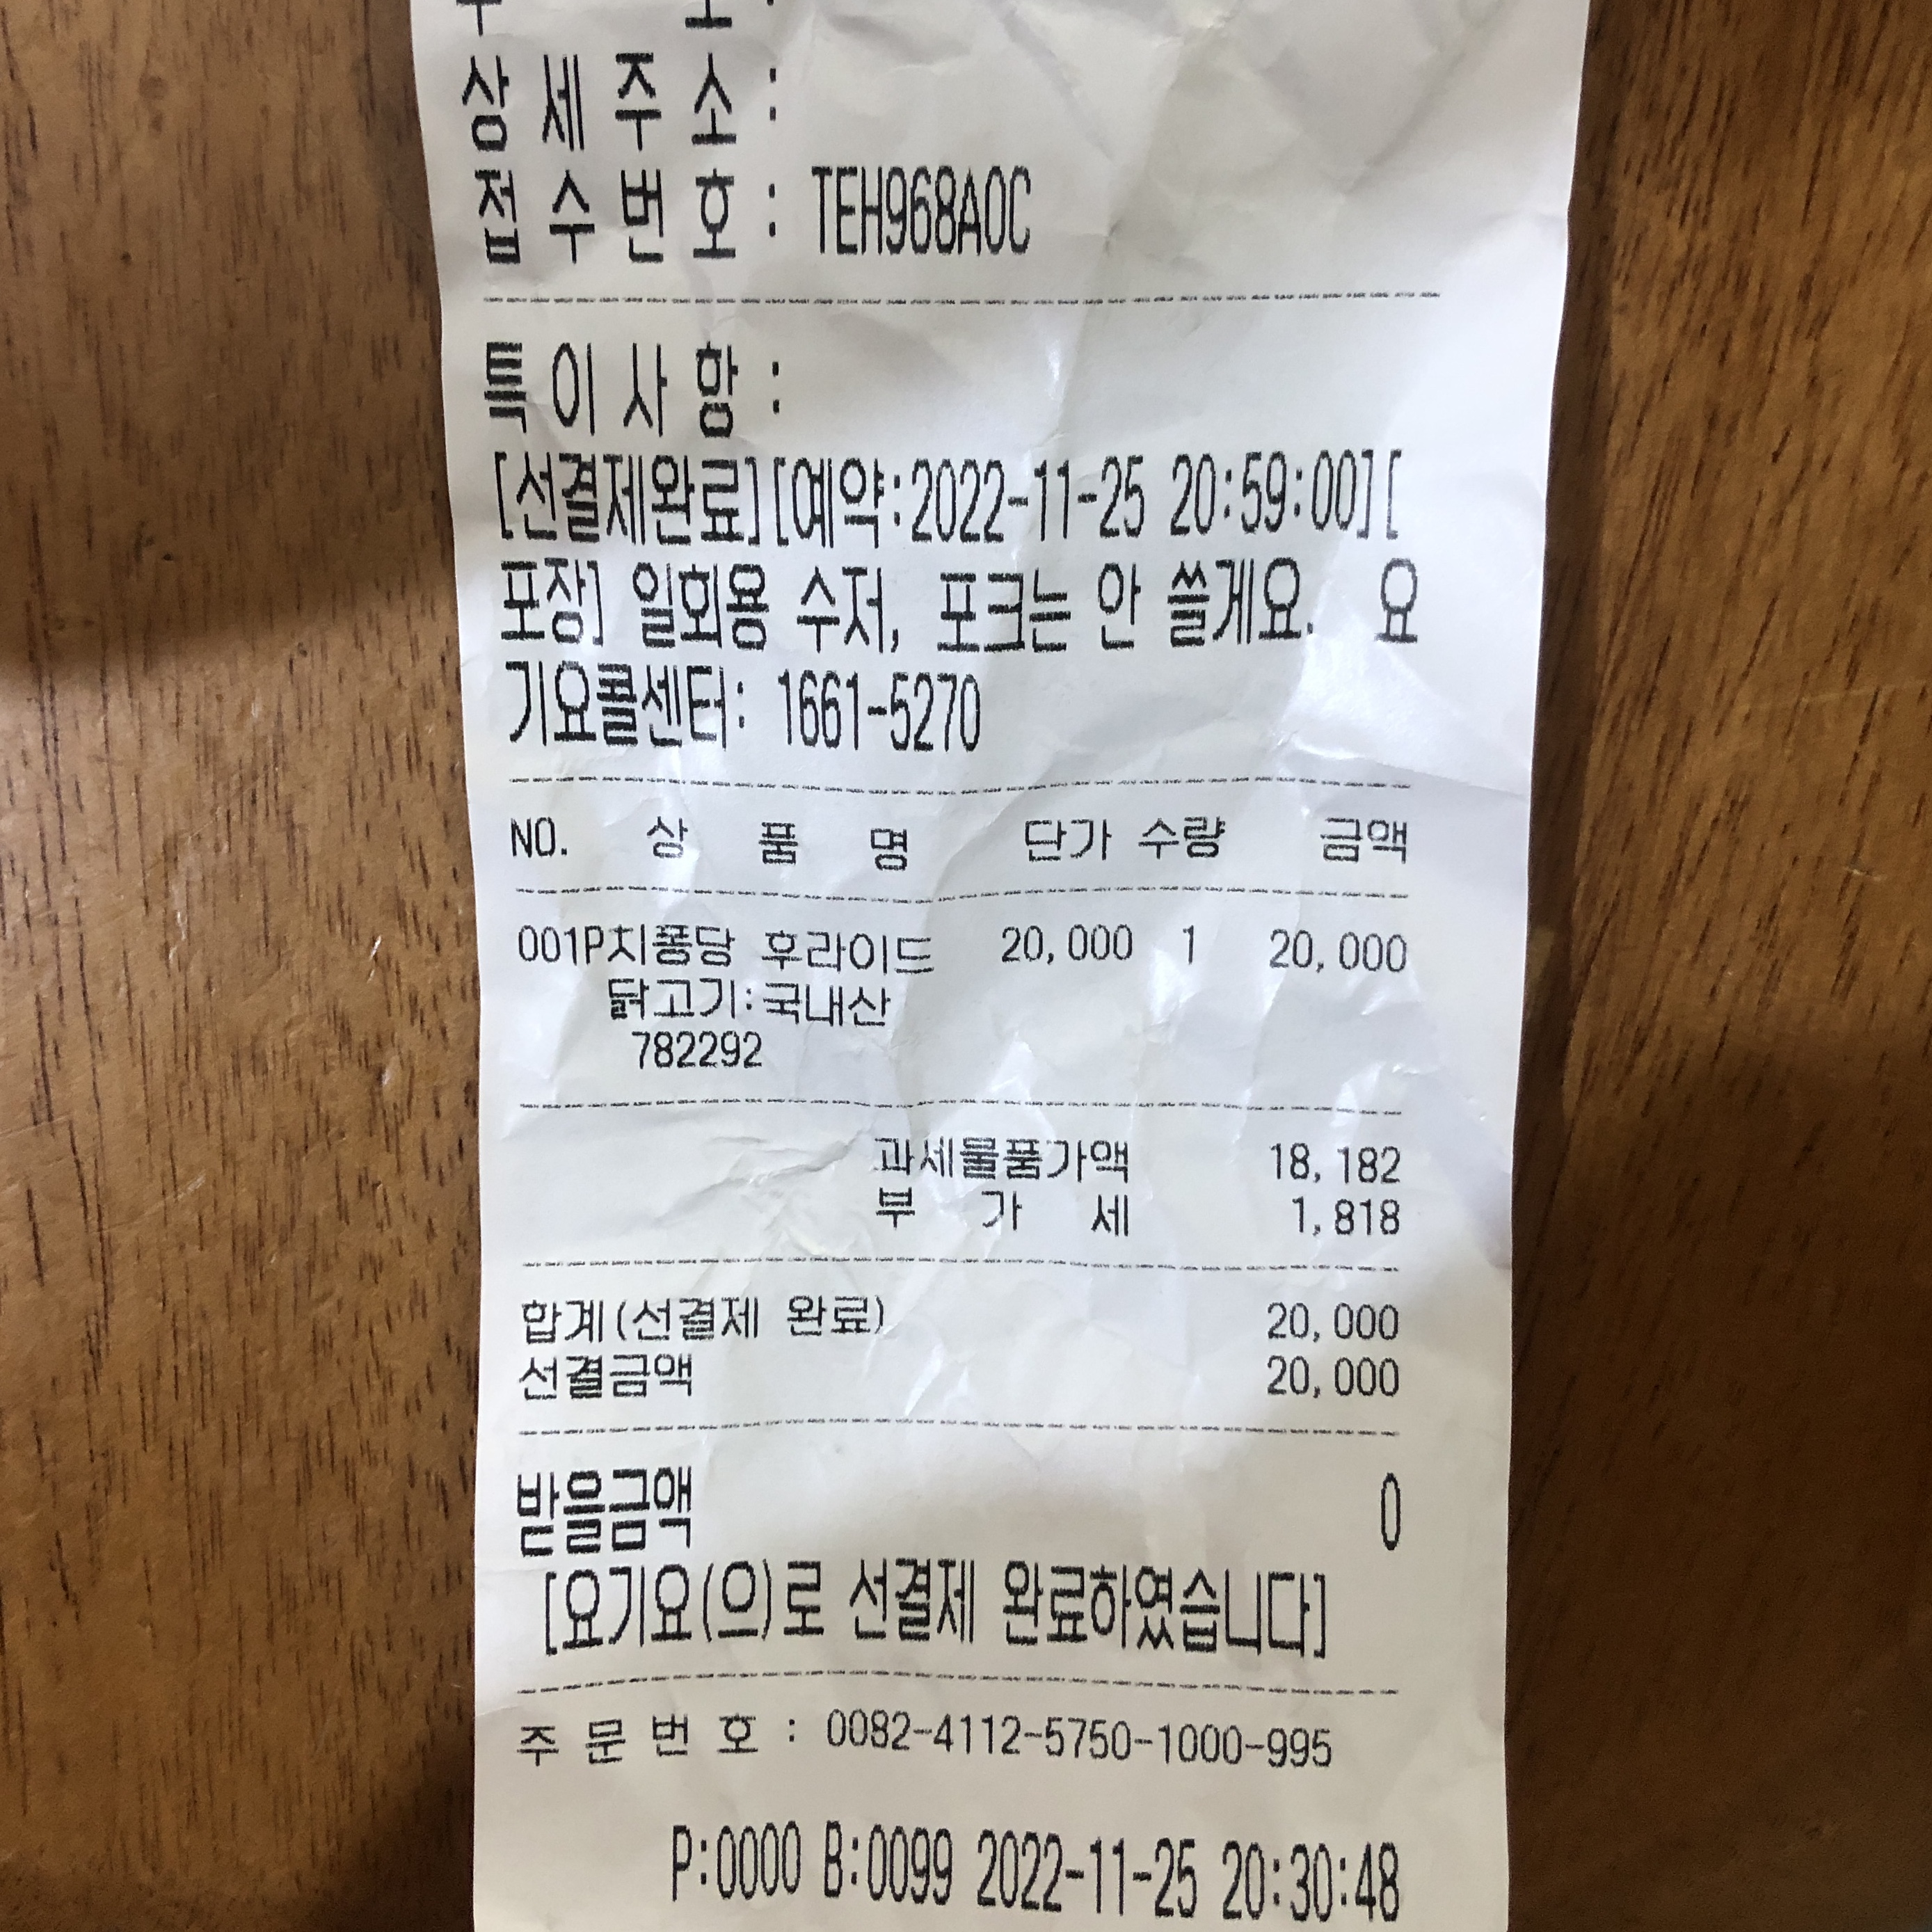 상 세 주 소 :
접 수 번 호 : TEH968A0C
특 이 사 항 :
[선결제완료][예약:2022-11-25 20:59:00][
포장] 일회용 수저, 포크는 안 쓸게요. 요
기요콜센터: 1661-5270
NO. 상 품 명 단가 수량 금액
001P치퐁당 후라이드 20,000 1 20,000
닭고기:국내산
782292
과세물품가액 18,182
부 가 세 1,818
합계(선결제 완료) 20,000
선결금액 20,000
받을금액 0
[요기요(으)로 선결제 완료하였습니다]
주 문 번 호 : 0082-4112-5750-1000-995
P:0000 B:0099 2022-11-25 20:30:48